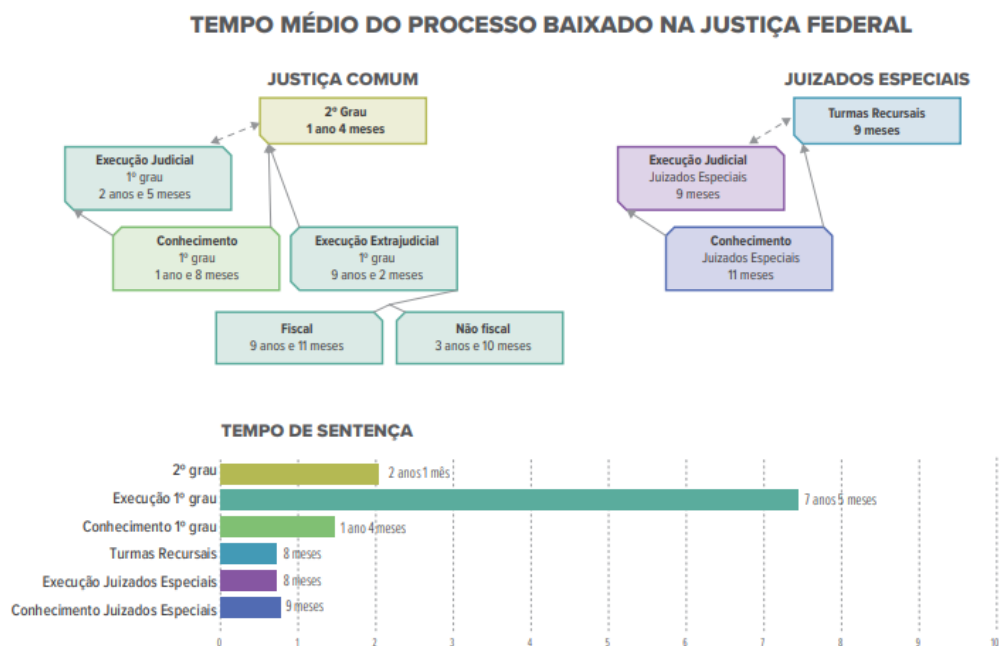 TEMPO MÉDIO DO PROCESSO BAIXADO NA JUSTIÇA FEDERAL
JUSTIÇA COMUM
2º Grau
1 ano 4 meses
Execução Judicial
1º grau
2 anos e 5 meses
Conhecimento
1º grau
1 ano e 8 meses
Execução Extrajudicial
1º grau
9 anos e 2 meses
Fiscal
9 anos e 11 meses
Não fiscal
3 anos e 10 meses
JUIZADOS ESPECIAIS
Turmas Recursais
9 meses
Execução Judicial
Juizados Especiais
9 meses
Conhecimento
Juizados Especiais
11 meses
TEMPO DE SENTENÇA
2º grau 2 anos 1 mês
Execução 1º grau 7 anos 5 meses
Conhecimento 1º grau 1 ano 4 meses
Turmas Recursais 8 meses
Execução Juizados Especiais 8 meses
Conhecimento Juizados Especiais 9 meses
0 1 2 3 4 5 6 7 8 9 10